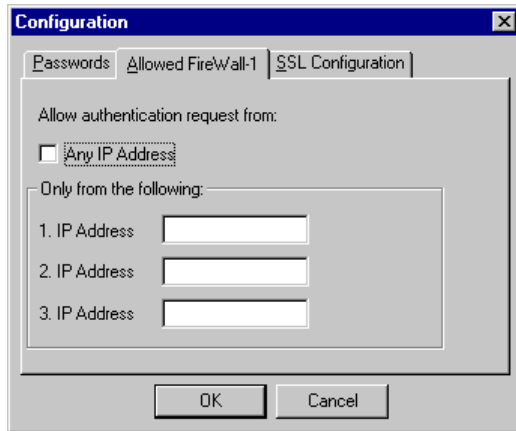 Configuration
Passwords Allowed FireWall-1 SSL Configuration
Allow authentication request from:
Any IP Address
Only from the following:
1. IP Address
2. IP Address
3. IP Address
OK Cancel